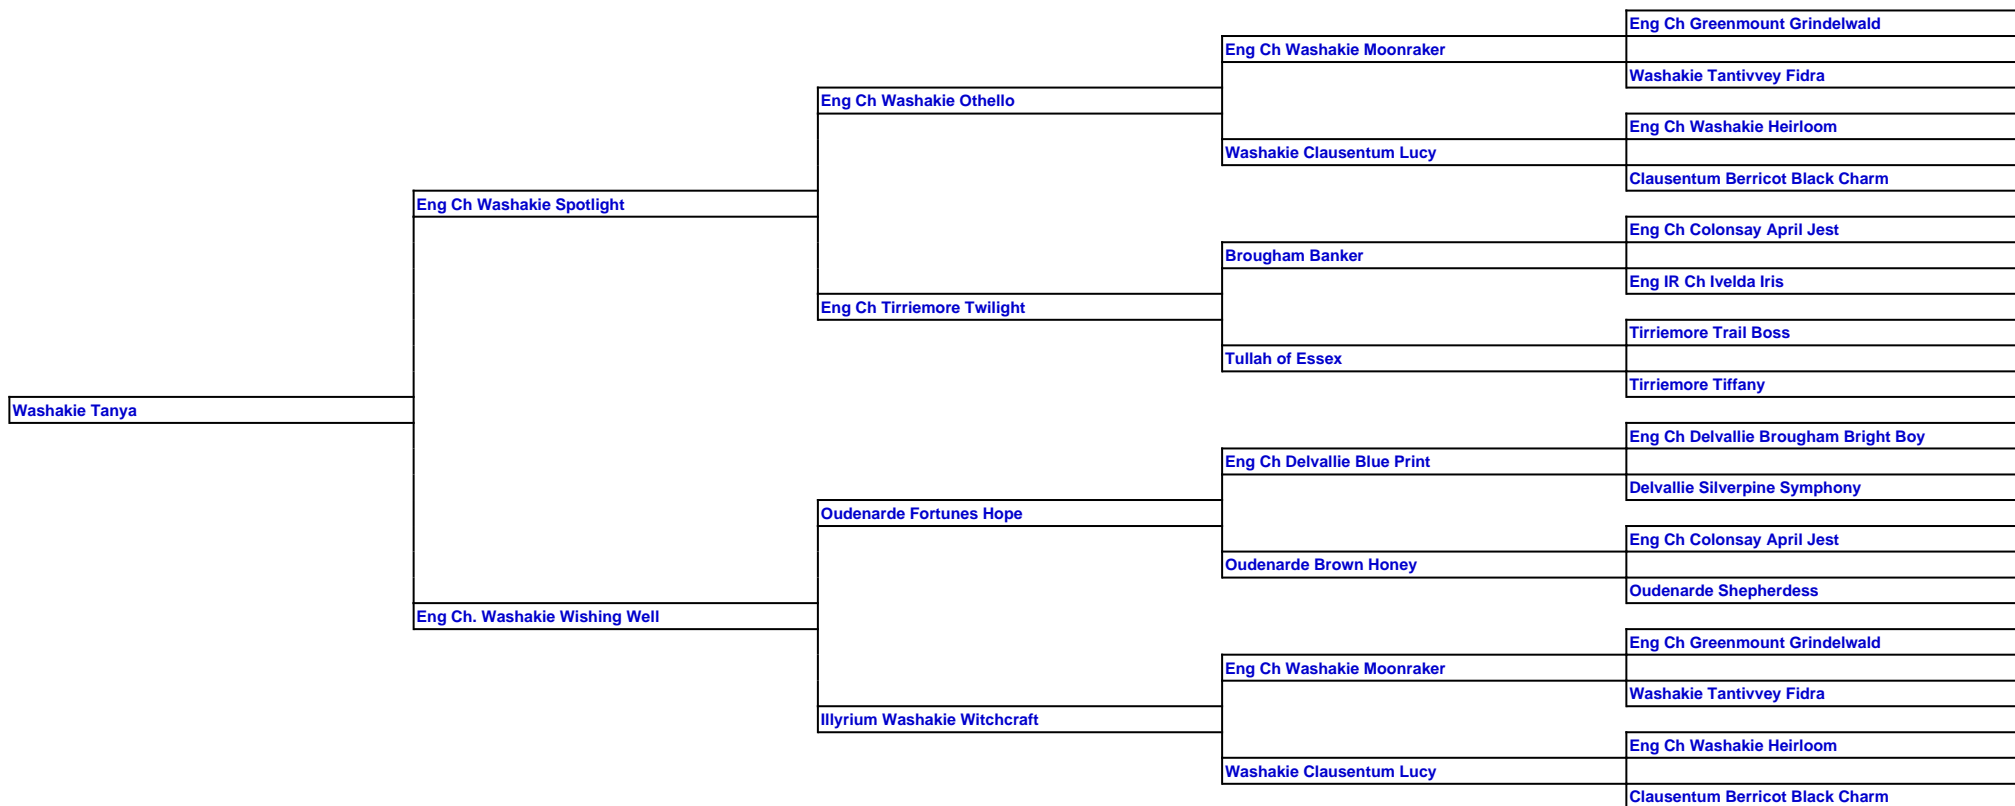 Eng Ch Greenmount Grindelwald
Eng Ch Washakie Moonraker
Washakie Tantivvey Fidra
Eng Ch Washakie Othello
Eng Ch Washakie Heirloom
Washakie Clausentum Lucy
Clausentum Berricot Black Charm
Eng Ch Washakie Spotlight
Eng Ch Colonsay April Jest
Brougham Banker
Eng IR Ch Ivelda Iris
Eng Ch Tirriemore Twilight
Tirriemore Trail Boss
Tullah of Essex
Tirriemore Tiffany
Washakie Tanya
Eng Ch Delvallie Brougham Bright Boy
Eng Ch Delvallie Blue Print
Delvallie Silverpine Symphony
Oudenarde Fortunes Hope
Eng Ch Colonsay April Jest
Oudenarde Brown Honey
Oudenarde Shepherdess
Eng Ch. Washakie Wishing Well
Eng Ch Greenmount Grindelwald
Eng Ch Washakie Moonraker
Washakie Tantivvey Fidra
Illyrium Washakie Witchcraft
Eng Ch Washakie Heirloom
Washakie Clausentum Lucy
Clausentum Berricot Black Charm